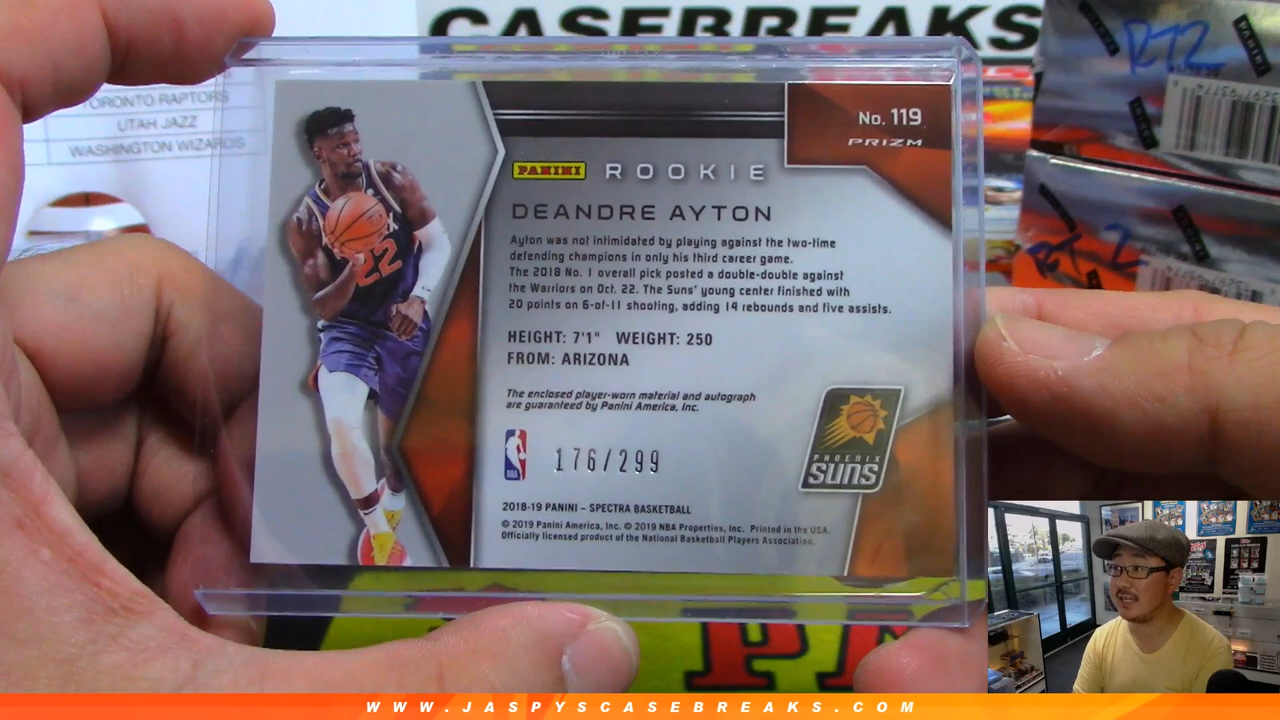 CASEBREAKS
TORONTO RAPTORS
UTAH JAZZ
WASHINGTON WIZARDS
RT2
PANINI
RT 2
No. 119
PRIZM
PANINI ROOKIE
DEANDRE AYTON
Ayton was not intimidated by playing against the two-time
defending champions in only his third career game.
The 2018 No. 1 overall pick posted a double-double against
the Warriors on Oct. 22. The Suns' young center finished with
20 points on 6-of-11 shooting, adding 14 rebounds and five assists.
HEIGHT: 7'1" WEIGHT: 250
FROM: ARIZONA
The enclosed player-worn material and autograph
are guaranteed by Panini America, Inc.
NBA
176/299
PHOENIX
SUNS
2018-19 PANINI – SPECTRA BASKETBALL
© 2019 Panini America, Inc. © 2019 NBA Properties, Inc. Printed in the USA.
Officially licensed product of the National Basketball Players Association.
22
WWW.JASPYSCASEBREAKS.COM